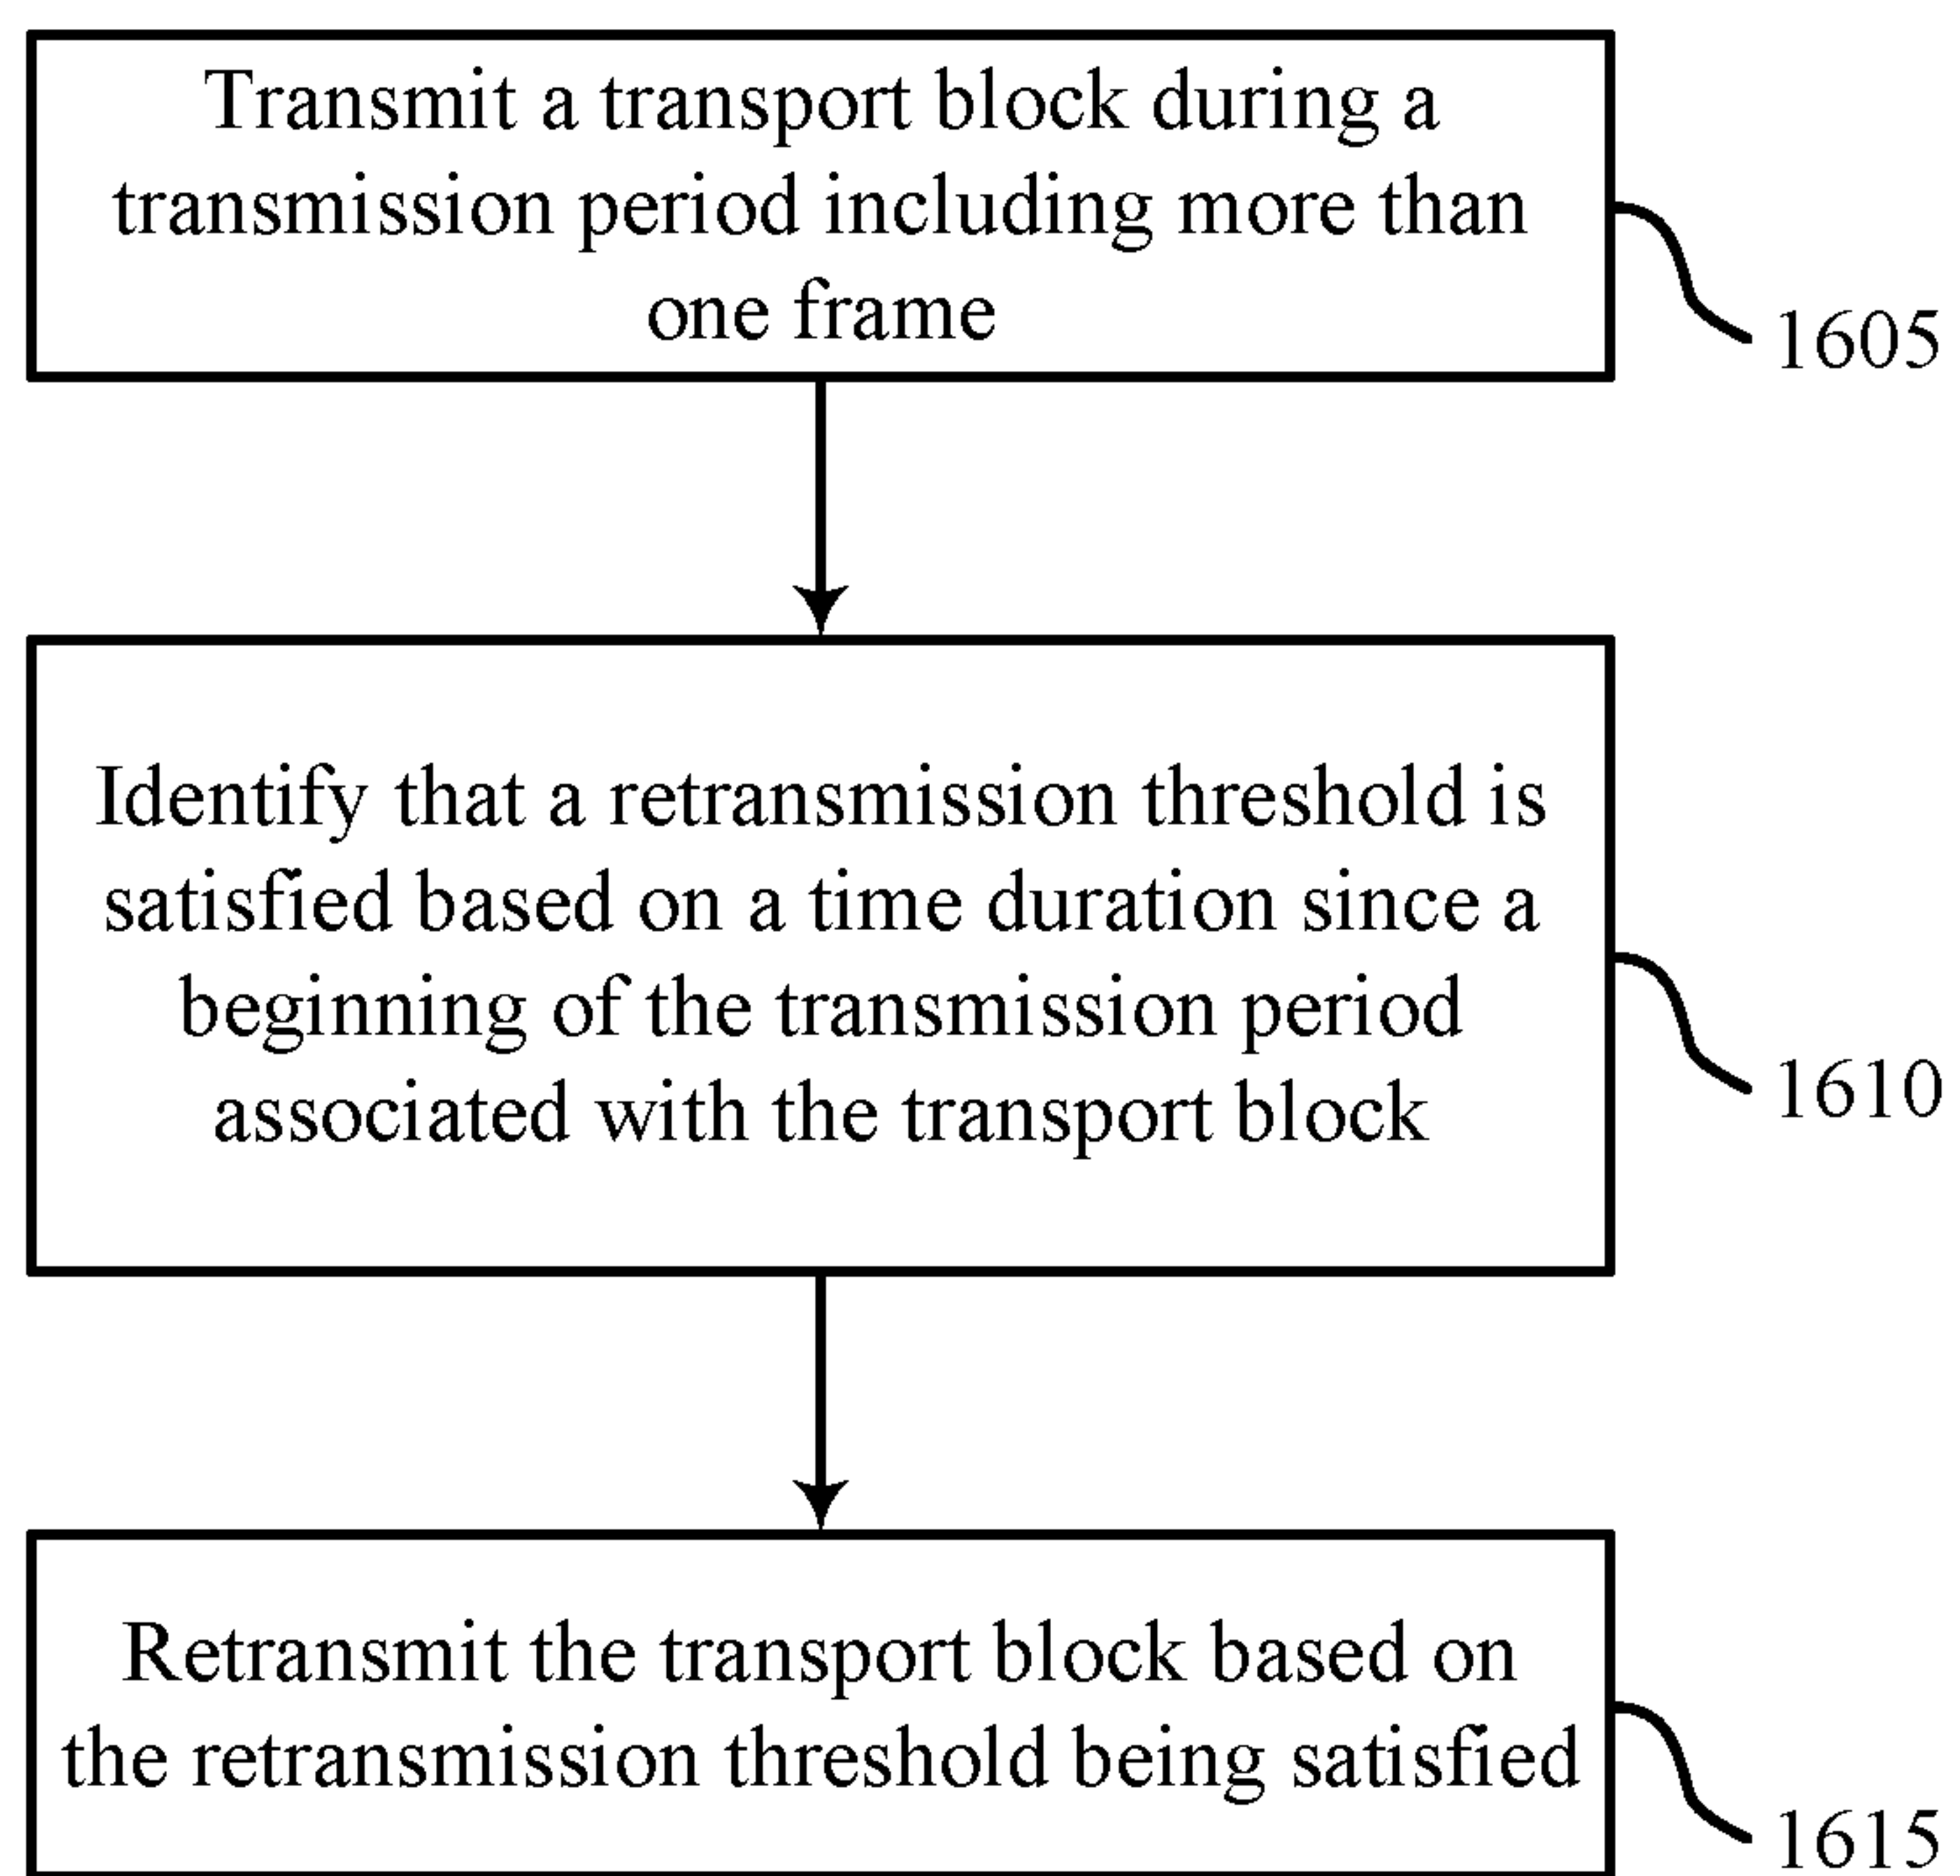 Transmit a transport block during a
transmission period including more than
one frame
1605
Identify that a retransmission threshold is
satisfied based on a time duration since a
beginning of the transmission period
associated with the transport block
1610
Retransmit the transport block based on
the retransmission threshold being satisfied
1615